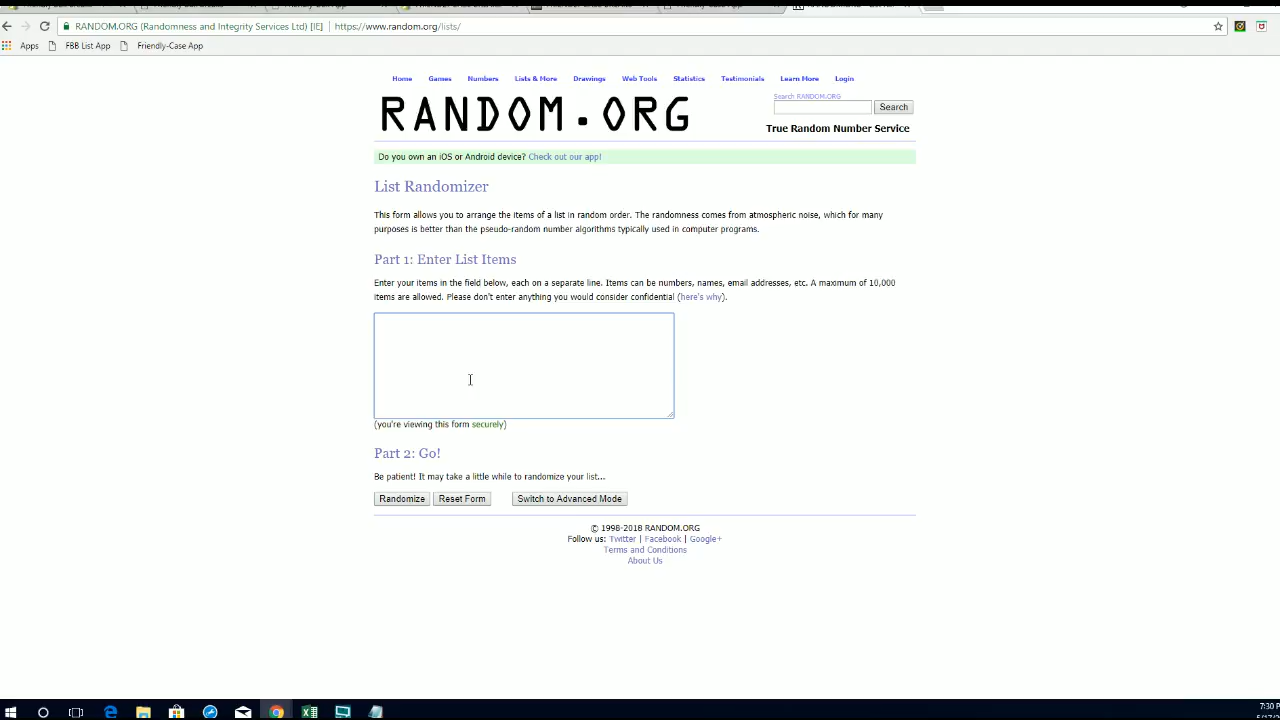 RANDOM.ORG (Randomness and Integrity Services Ltd) [IE] https://www.random.org/lists/
Apps FBB List App Friendly-Case App
Home Games Numbers Lists & More Drawings Web Tools Statistics Testimonials Learn More Login
RANDOM.ORG
Search RANDOM.ORG
Search
True Random Number Service
Do you own an iOS or Android device? Check out our app!
List Randomizer
This form allows you to arrange the items of a list in random order. The randomness comes from atmospheric noise, which for many
purposes is better than the pseudo-random number algorithms typically used in computer programs.
Part 1: Enter List Items
Enter your items in the field below, each on a separate line. Items can be numbers, names, email addresses, etc. A maximum of 10,000
items are allowed. Please don't enter anything you would consider confidential (here's why).
(you're viewing this form securely)
Part 2: Go!
Be patient! It may take a little while to randomize your list...
Randomize Reset Form Switch to Advanced Mode
© 1998-2018 RANDOM.ORG
Follow us: Twitter | Facebook | Google+
Terms and Conditions
About Us
7:30 P